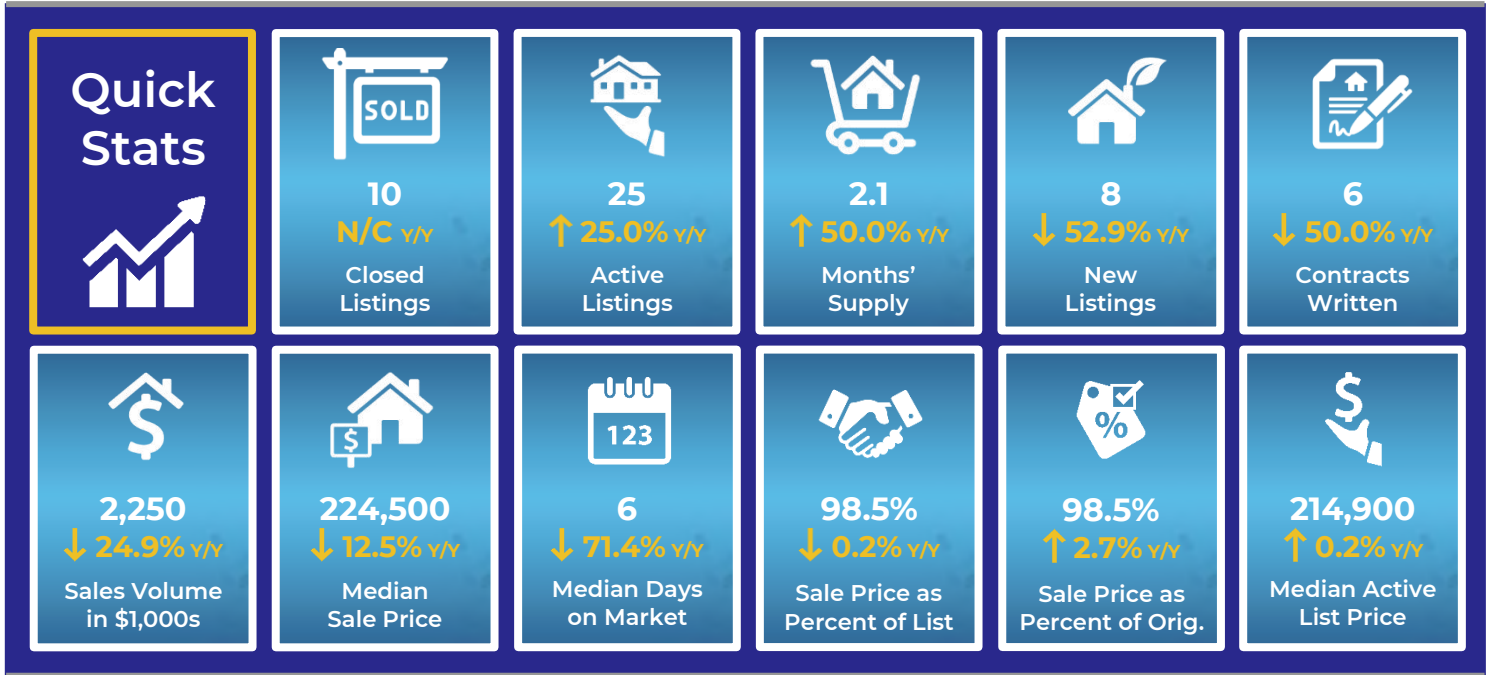 Quick
Stats
SOLD
10
N/C Y/Y
Closed
Listings
25
↑ 25.0% Y/Y
Active
Listings
2.1
↑ 50.0% Y/Y
Months’
Supply
8
↓ 52.9% Y/Y
New
Listings
6
↓ 50.0% Y/Y
Contracts
Written
$
2,250
↓ 24.9% Y/Y
Sales Volume
in $1,000s
$
224,500
↓ 12.5% Y/Y
Median
Sale Price
123
6
↓ 71.4% Y/Y
Median Days
on Market
98.5%
↓ 0.2% Y/Y
Sale Price as
Percent of List
%
98.5%
↑ 2.7% Y/Y
Sale Price as
Percent of Orig.
$
214,900
↑ 0.2% Y/Y
Median Active
List Price